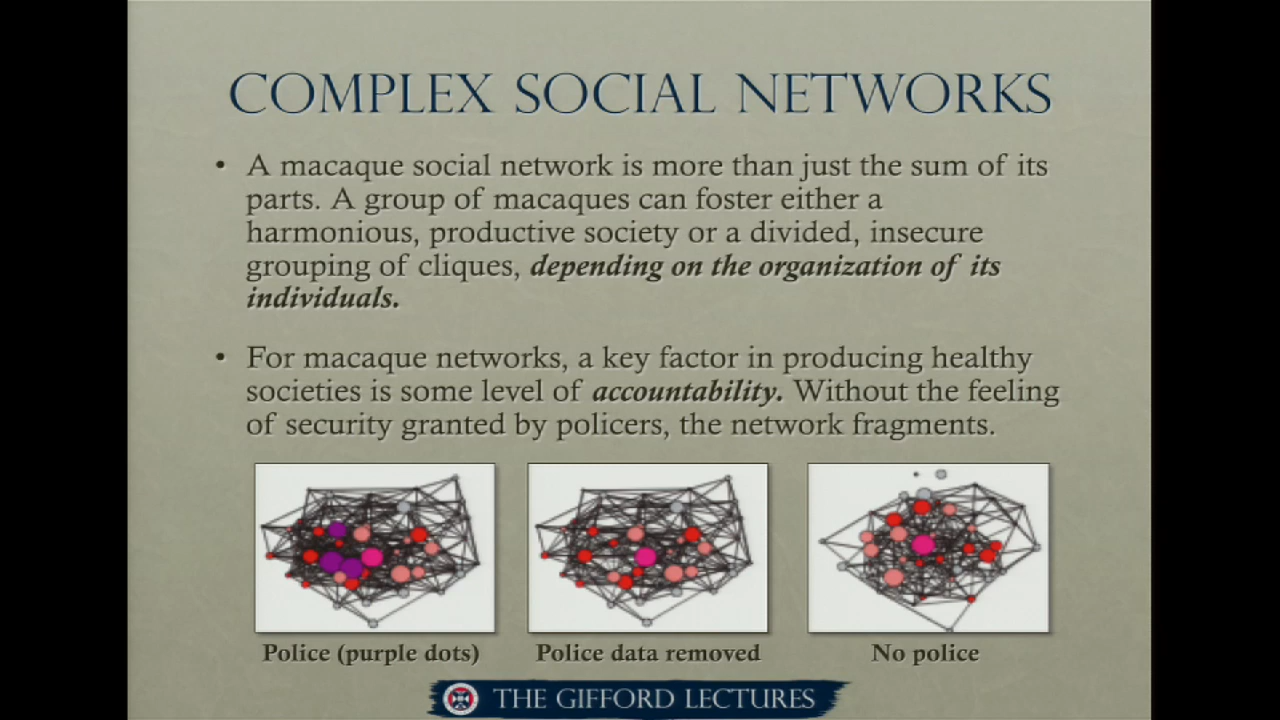 COMPLEX SOCIAL NETWORKS
• A macaque social network is more than just the sum of its
parts. A group of macaques can foster either a
harmonious, productive society or a divided, insecure
grouping of cliques, depending on the organization of its
individuals.
• For macaque networks, a key factor in producing healthy
societies is some level of accountability. Without the feeling
of security granted by policers, the network fragments.
Police (purple dots)
Police data removed
No police
THE GIFFORD LECTURES